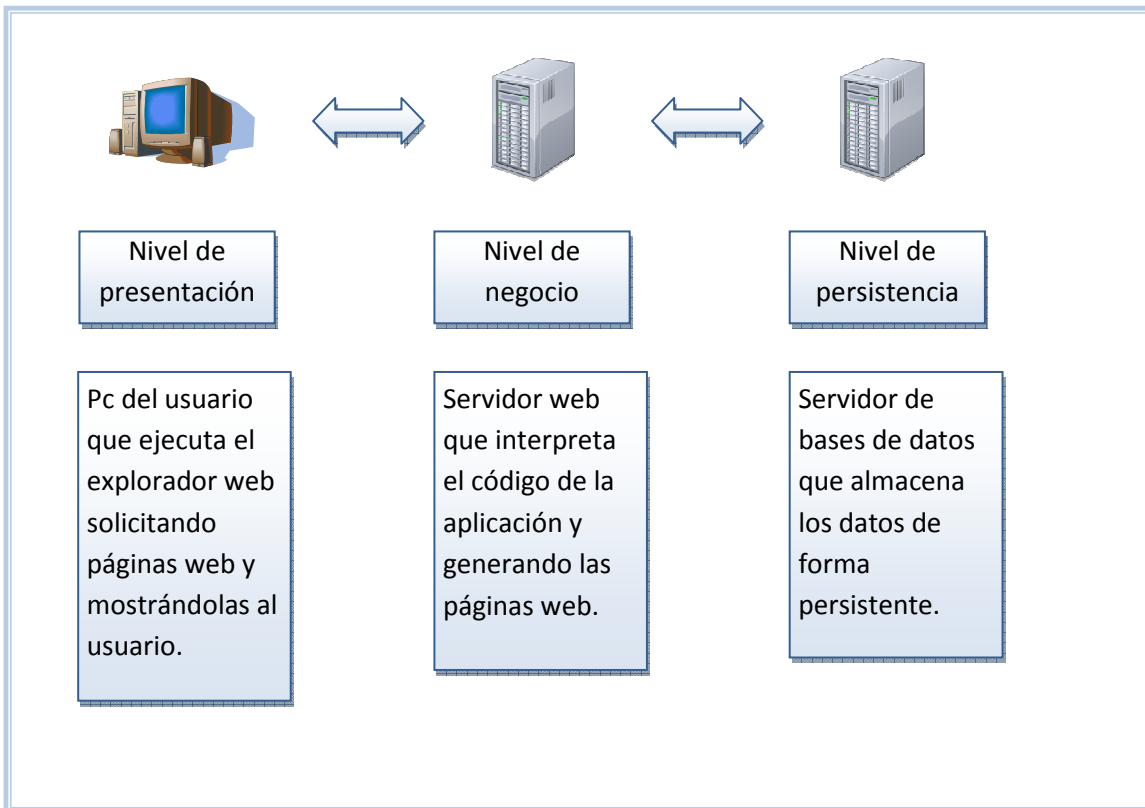 Nivel de
presentación
Nivel de
negocio
Nivel de
persistencia
Pc del usuario
que ejecuta el
explorador web
solicitando
páginas web y
mostrándolas al
usuario.
Servidor web
que interpreta
el código de la
aplicación y
generando las
páginas web.
Servidor de
bases de datos
que almacena
los datos de
forma
persistente.